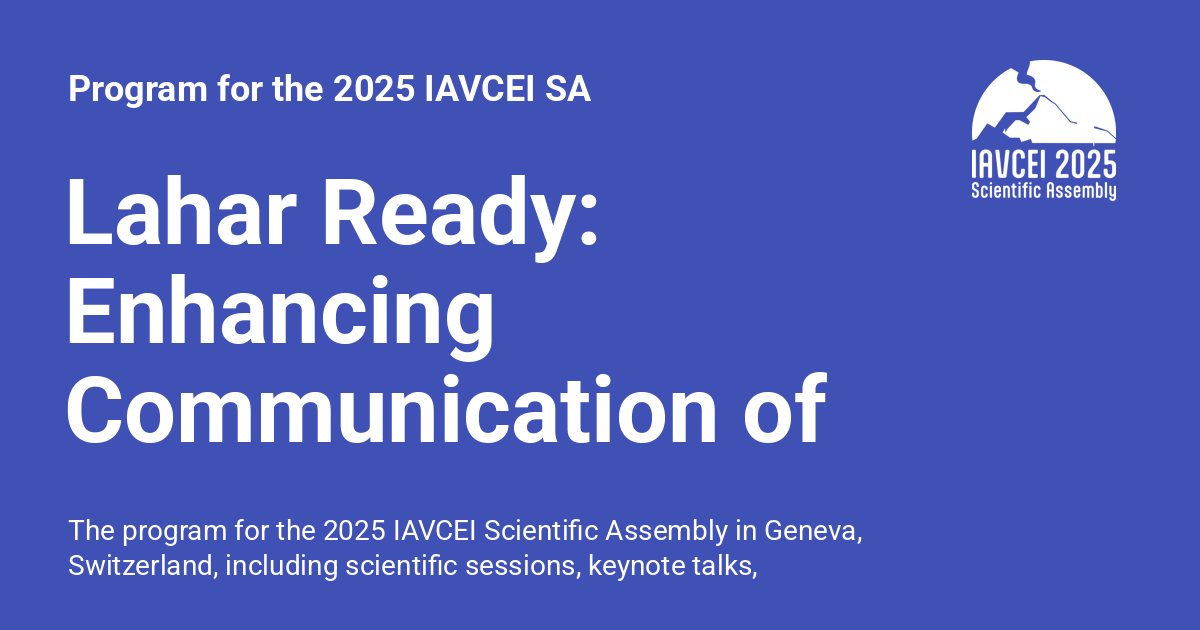 Program for the 2025 IAVCEI SA
IAVCEI 2025
Scientific Assembly
Lahar Ready:
Enhancing
Communication of
The program for the 2025 IAVCEI Scientific Assembly in Geneva,
Switzerland, including scientific sessions, keynote talks,